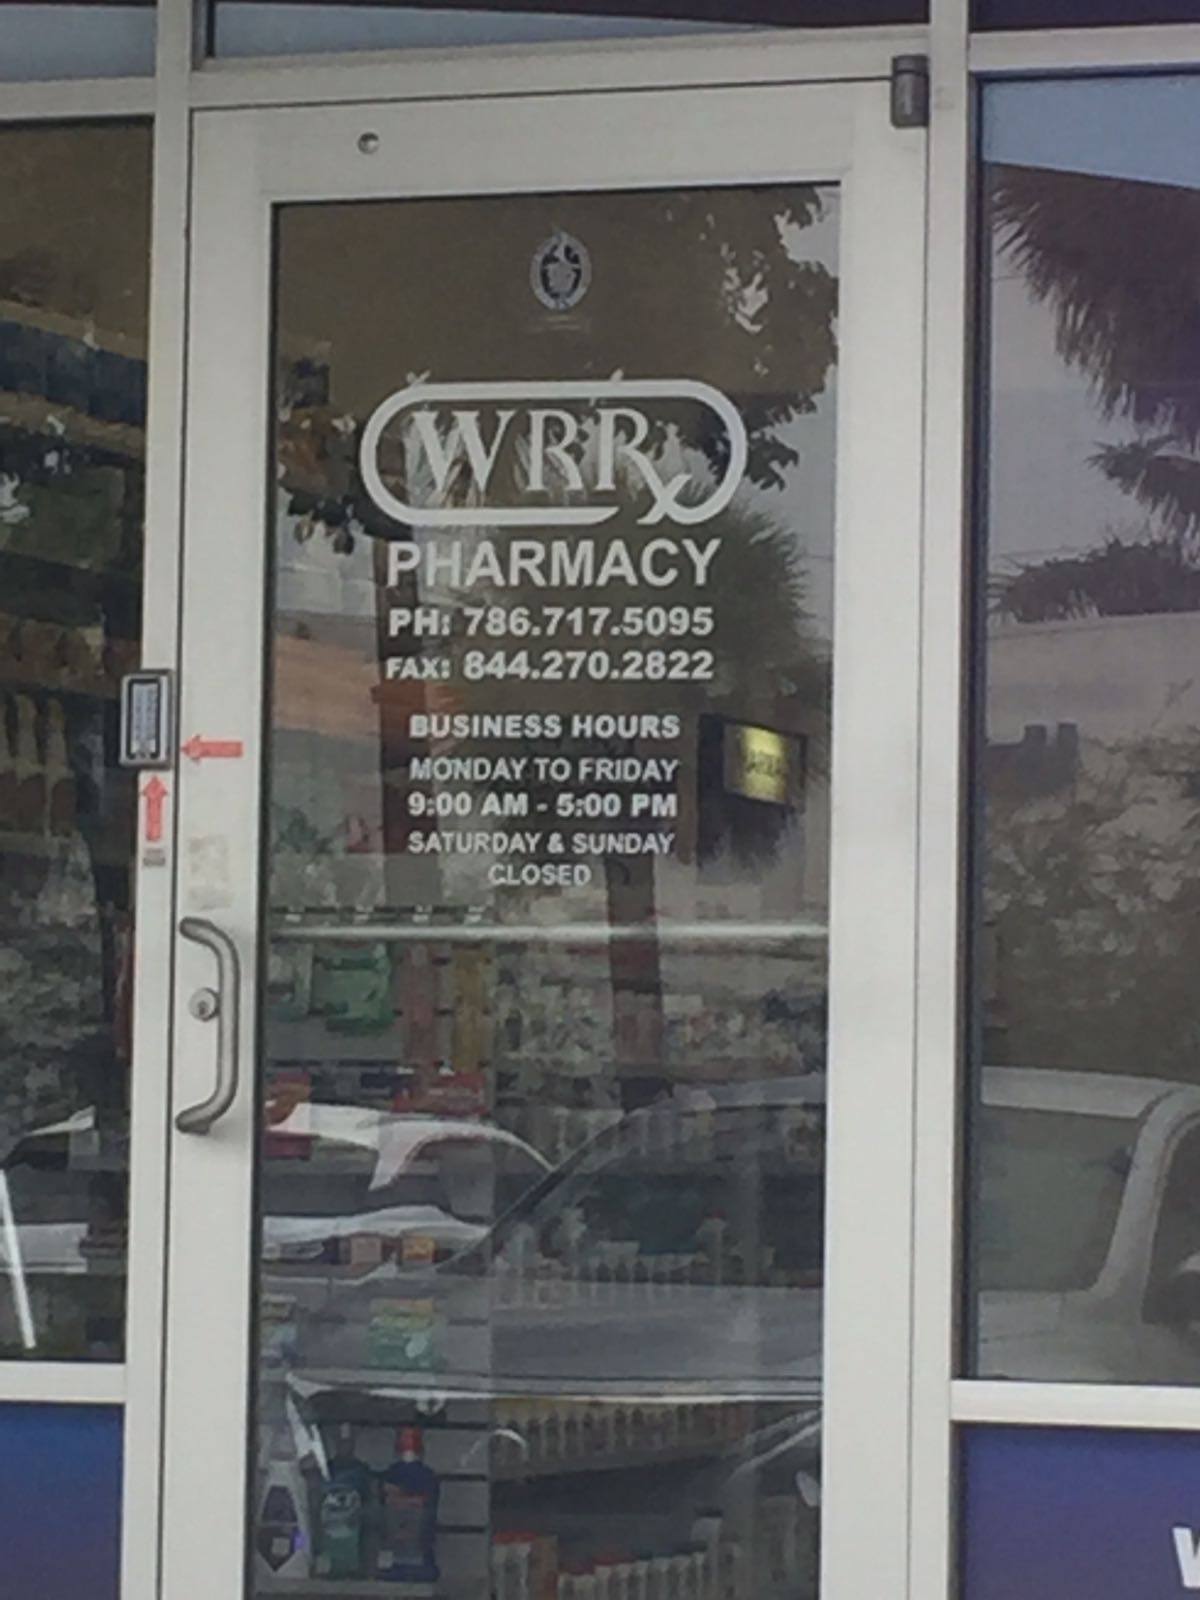 WRRx
PHARMACY
PH: 786.717.5095
FAX: 844.270.2822
BUSINESS HOURS
MONDAY TO FRIDAY
9:00 AM - 5:00 PM
SATURDAY & SUNDAY
CLOSED
ACT